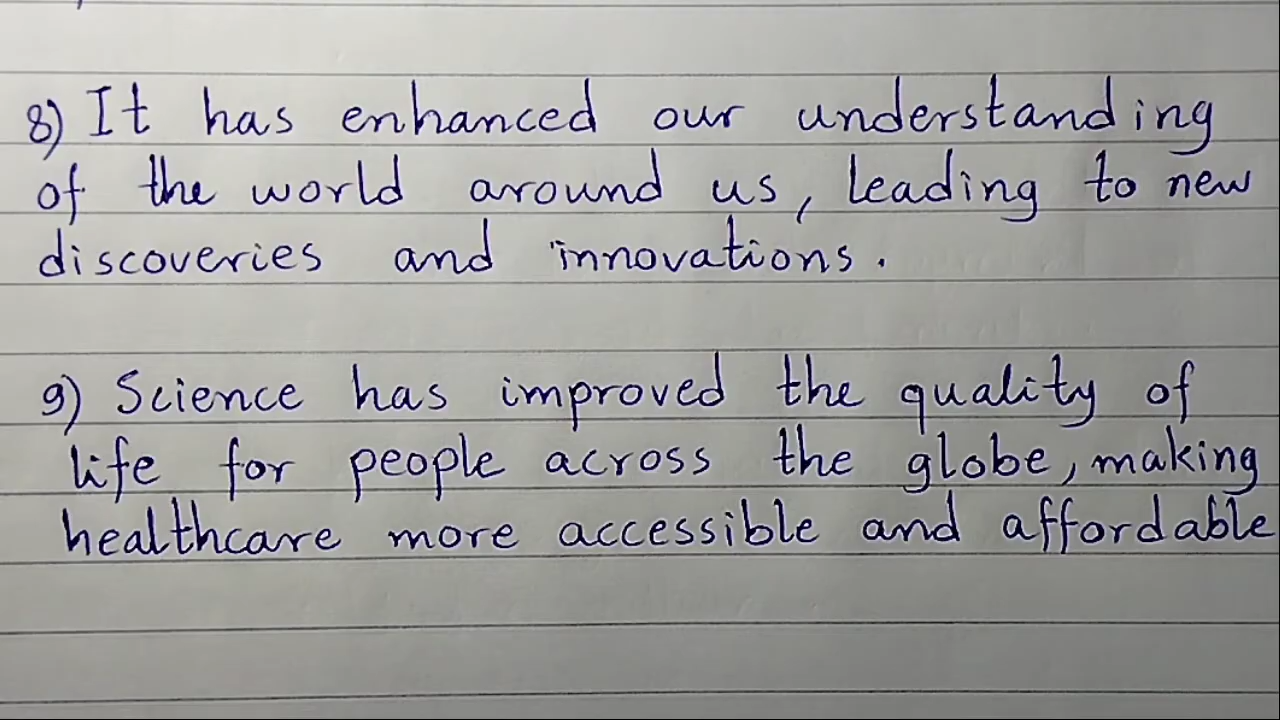 8) It has enhanced our understanding
of the world around us, leading to new
discoveries and innovations.
9) Science has improved the quality of
life for people across the globe, making
healthcare more accessible and affordable